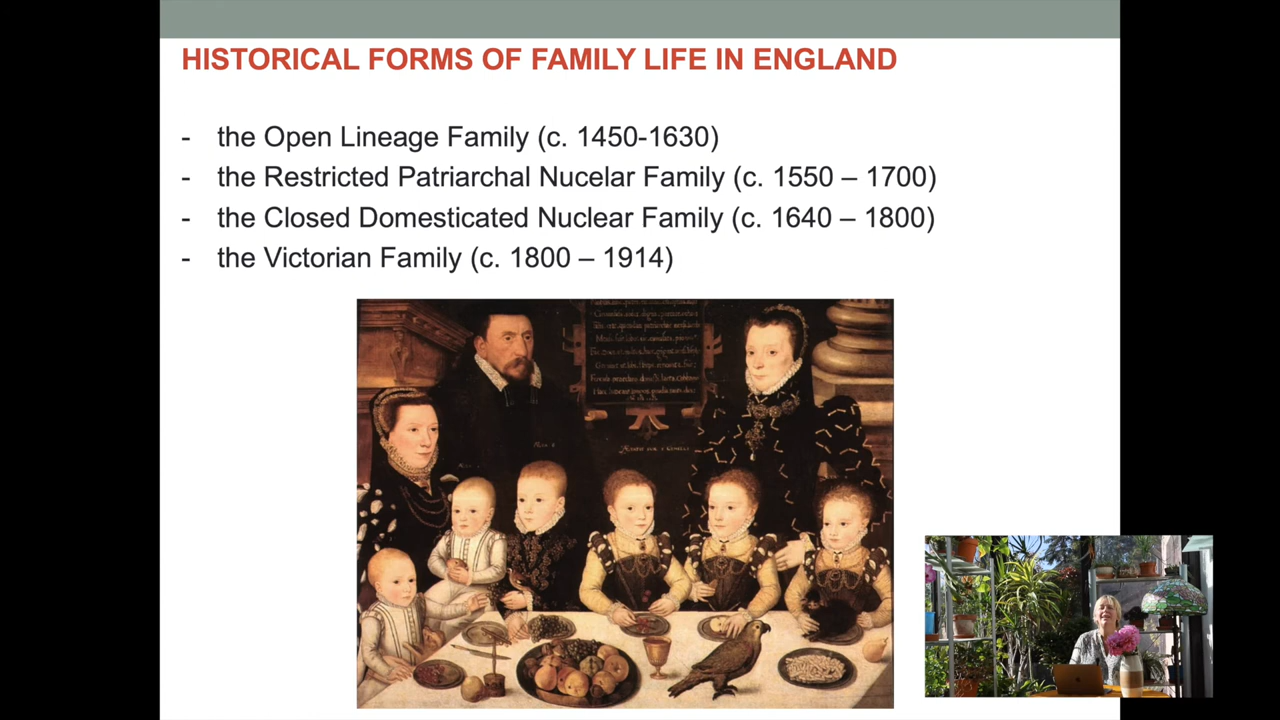 HISTORICAL FORMS OF FAMILY LIFE IN ENGLAND
- the Open Lineage Family (c. 1450-1630)
- the Restricted Patriarchal Nucelar Family (c. 1550 – 1700)
- the Closed Domesticated Nuclear Family (c. 1640 – 1800)
- the Victorian Family (c. 1800 – 1914)